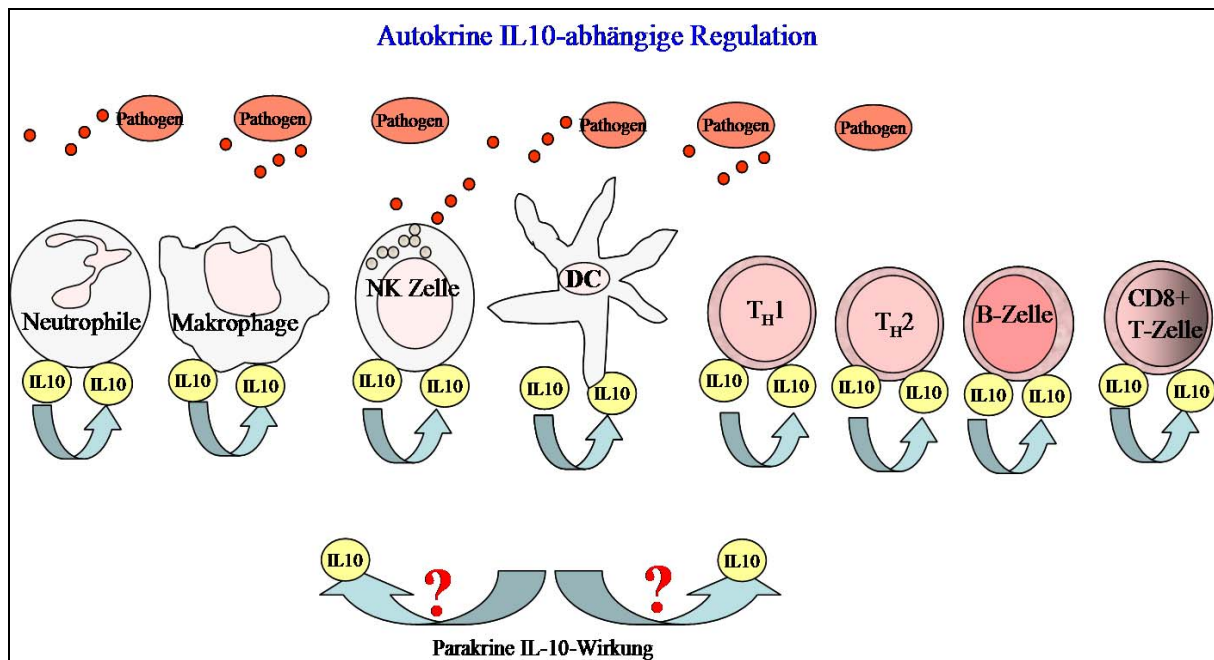 Autokrine IL10-abhängige Regulation
Pathogen Pathogen Pathogen Pathogen Pathogen Pathogen
Neutrophile
Makrophage
NK Zelle
DC
TH1
TH2
B-Zelle
CD8+
T-Zelle
IL10 IL10 IL10 IL10 IL10 IL10 IL10 IL10 IL10 IL10 IL10 IL10 IL10 IL10 IL10 IL10
IL10 ? ? IL10
Parakrine IL-10-Wirkung